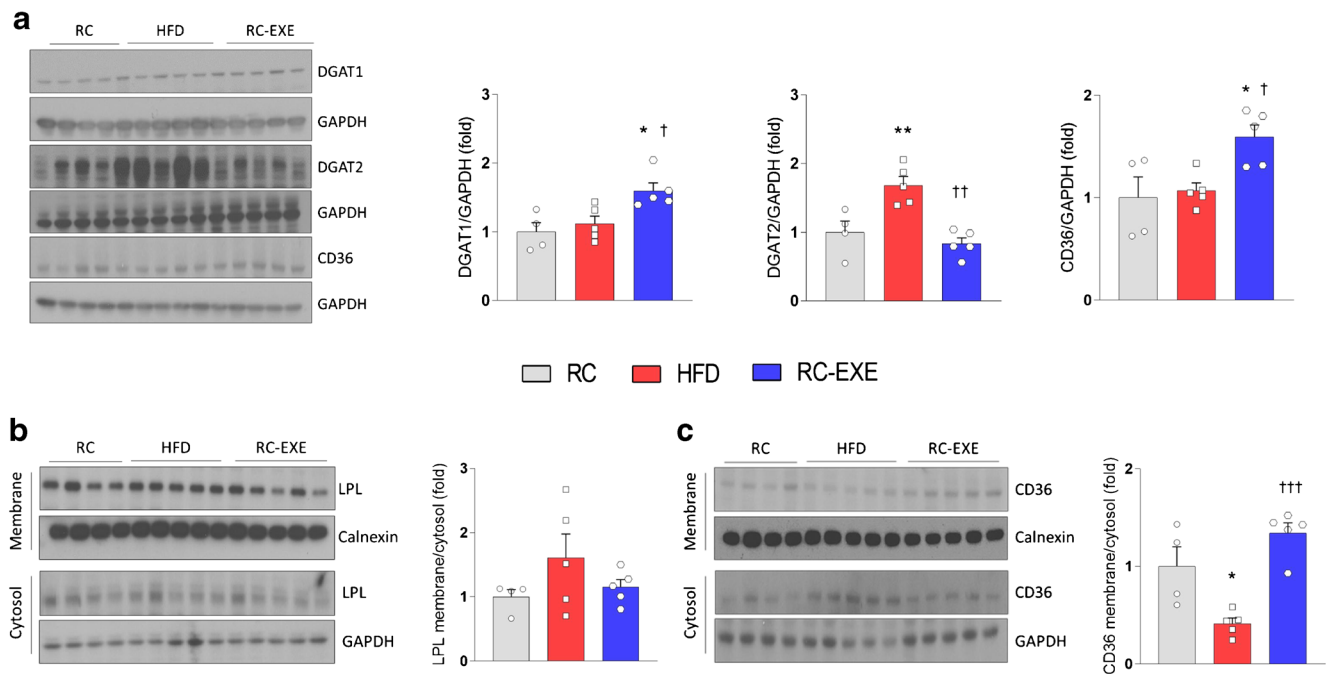 a
RC HFD RC-EXE
DGAT1
GAPDH
DGAT2
GAPDH
CD36
GAPDH
DGAT1/GAPDH (fold)
3
2
1
0
* †
DGAT2/GAPDH (fold)
3
2
1
0
**
††
CD36/GAPDH (fold)
2
1
0
* †
RC HFD RC-EXE
b
RC HFD RC-EXE
Membrane
LPL
Calnexin
Cytosol
LPL
GAPDH
LPL membrane/cytosol (fold)
3
2
1
0
c
RC HFD RC-EXE
Membrane
CD36
Calnexin
Cytosol
CD36
GAPDH
CD36 membrane/cytosol (fold)
2
1
0
*
†††